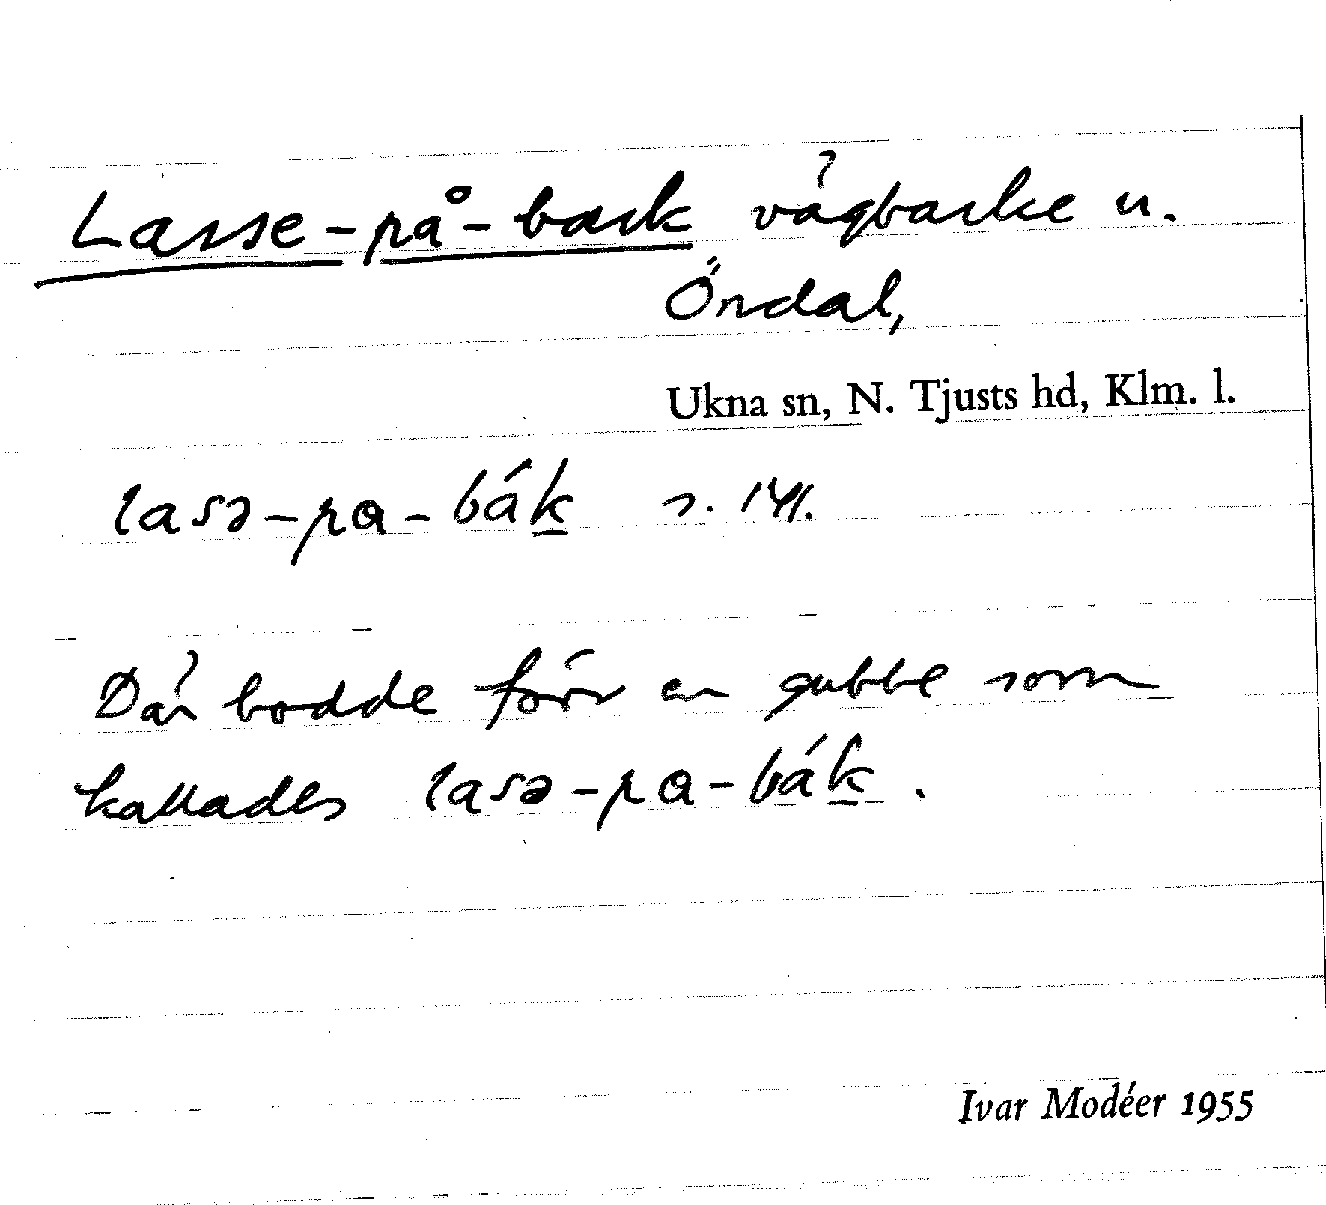 Lasse-på-back vägbacke u.
Öndal,
Ukna sn, N. Tjusts hd, Klm. l.
lasə-pa-bák s. 141.
Där bodde förr en gubbe som
kallades lasə-pa-bák.
Ivar Modéer 1955